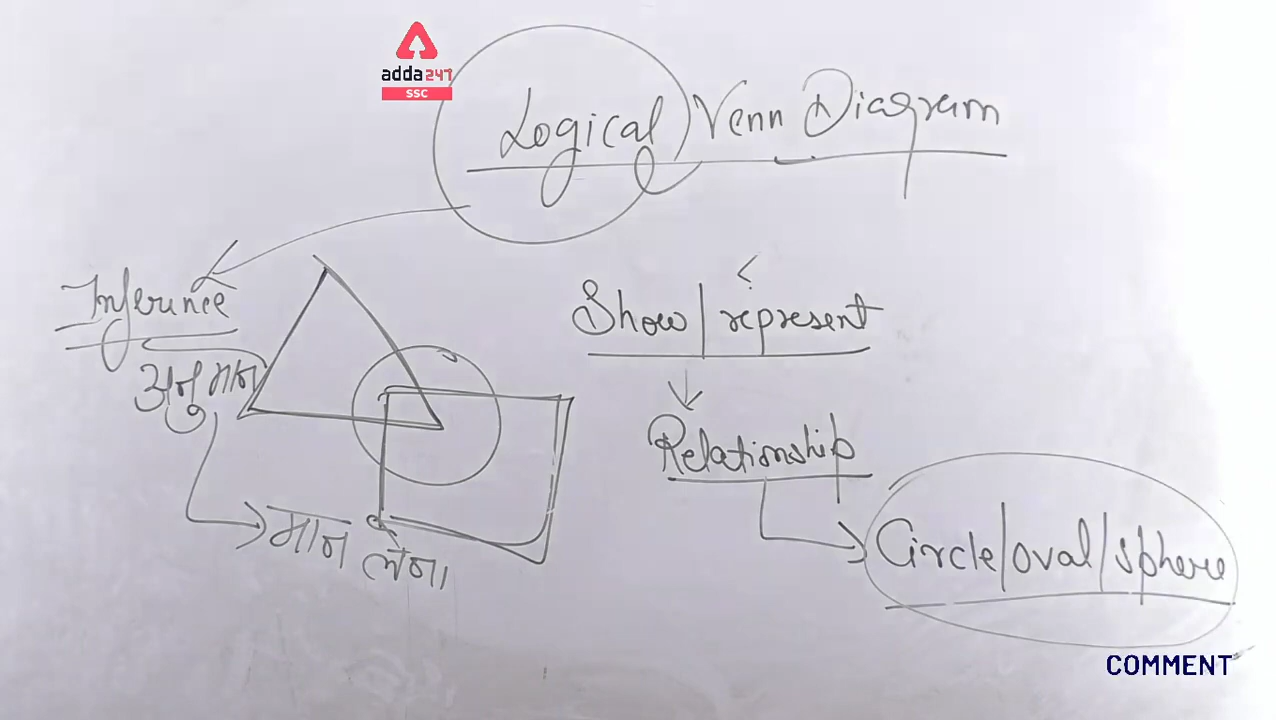 adda247
SSC
Logical Venn Diagram
Inference
अनुमान
मान लेना
Show/represent
Relationship
Circle/oval/sphere
COMMENT